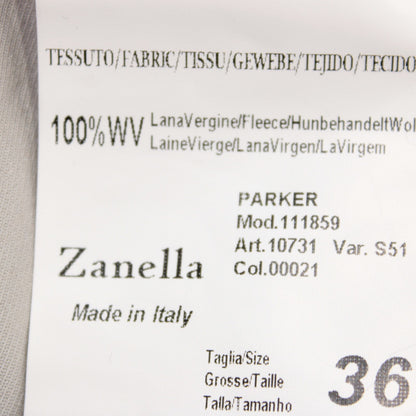 TESSUTO/FABRIC/TISSU/GEWEBE/TEJIDO/TECIDO
100%WV LanaVergine/Fleece/HunbehandeltWol
LaineVierge/LanaVirgen/LaVirgem
PARKER
Mod.111859
Art.10731 Var. S51
Col.00021
Zanella
Made in Italy
Taglia/Size
Grosse/Taille
Talla/Tamanho
36